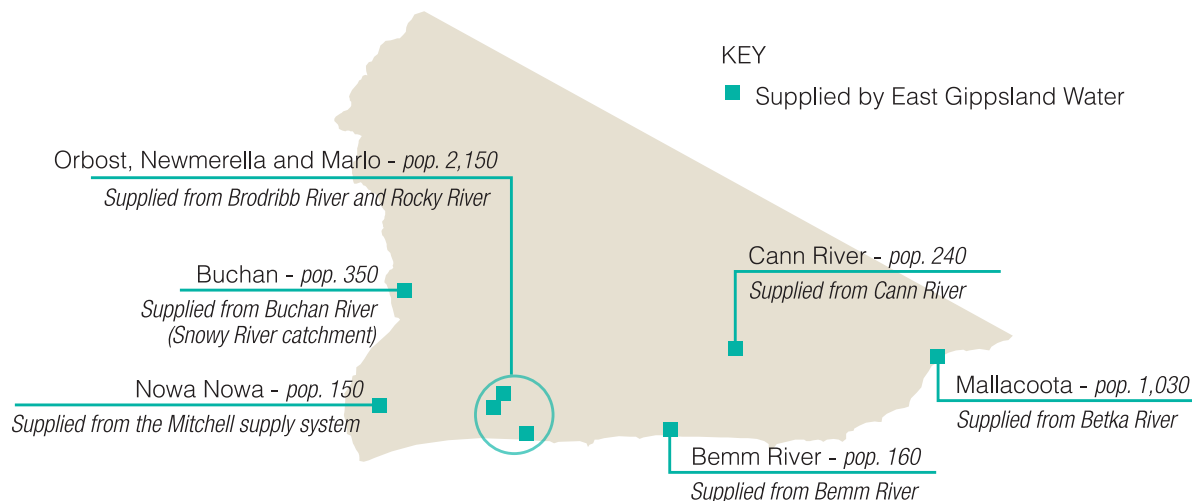 KEY
Supplied by East Gippsland Water
Orbost, Newmerella and Marlo - pop. 2,150
Supplied from Brodribb River and Rocky River
Buchan - pop. 350
Supplied from Buchan River
(Snowy River catchment)
Cann River - pop. 240
Supplied from Cann River
Nowa Nowa - pop. 150
Supplied from the Mitchell supply system
Mallacoota - pop. 1,030
Supplied from Betka River
Bemm River - pop. 160
Supplied from Bemm River